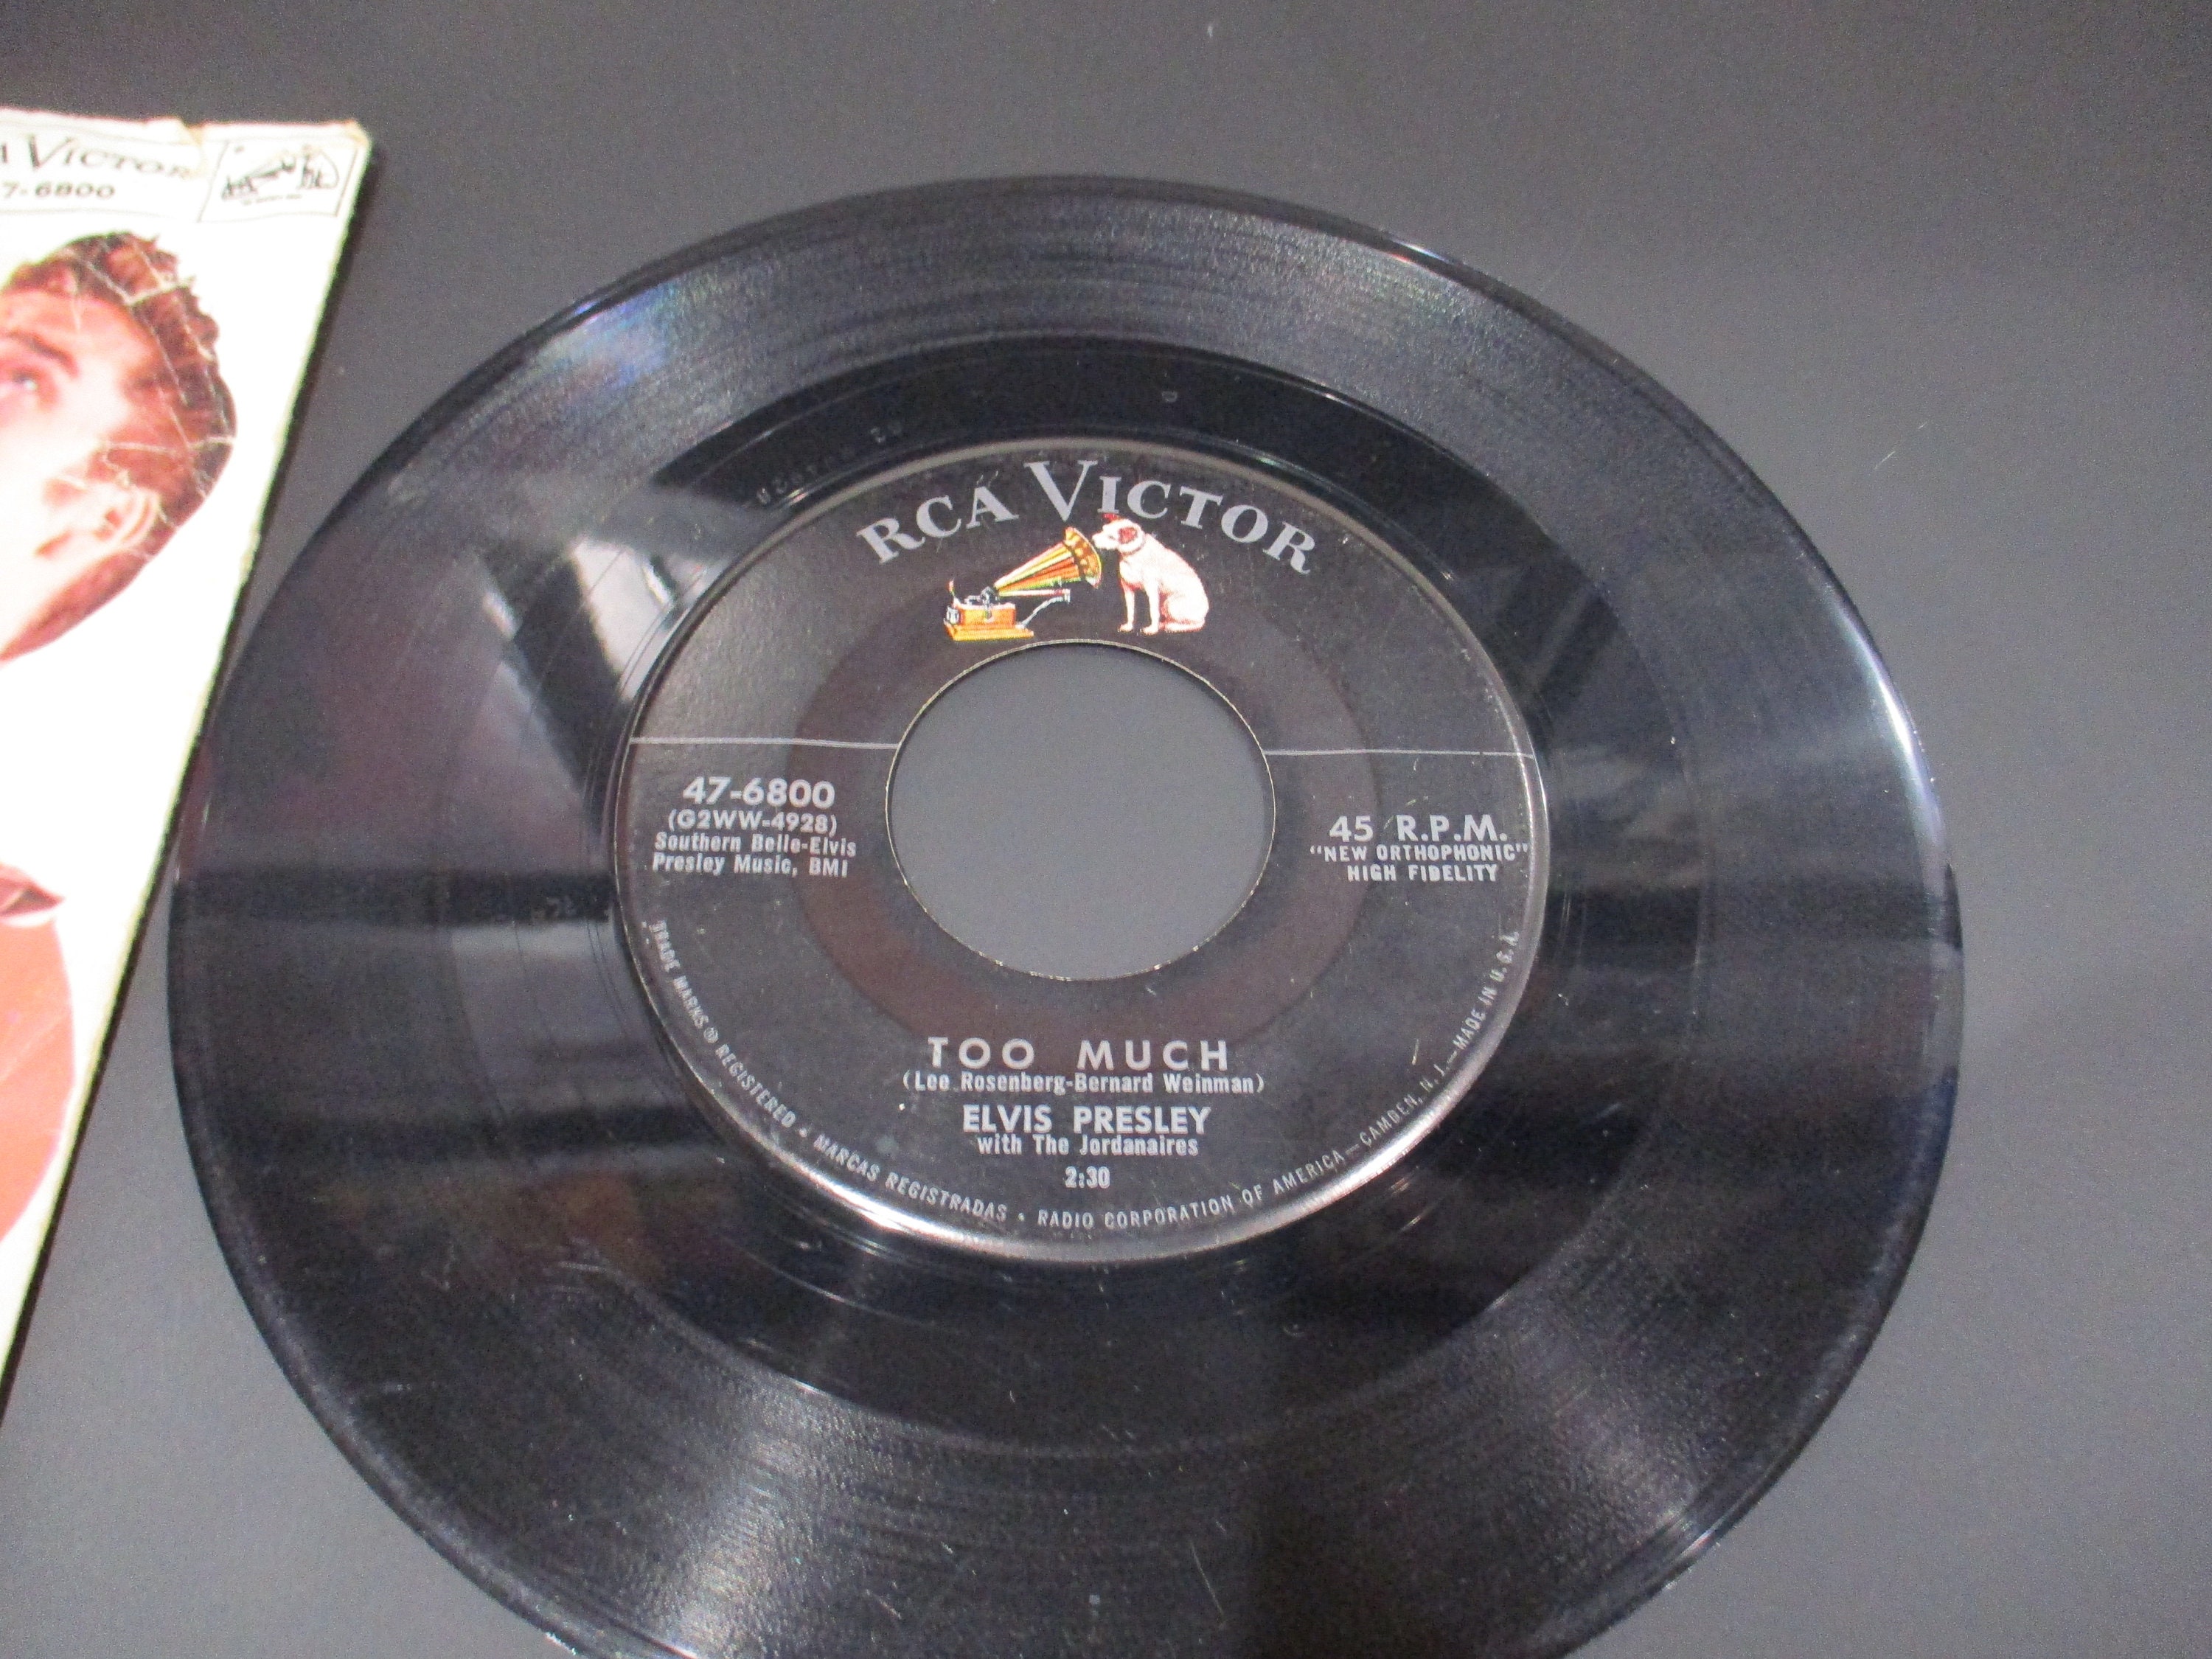 VICTOR
7-6800
RCA VICTOR
47-6800
(G2WW-4928)
Southern Belle-Elvis
Presley Music, BMI
45 R.P.M.
"NEW ORTHOPHONIC"
HIGH FIDELITY
TOO MUCH
(Lee Rosenberg-Bernard Weinman)
ELVIS PRESLEY
with The Jordanaires
2:30
TRADE MARKS ® REGISTERED • MARCAS REGISTRADAS • RADIO CORPORATION OF AMERICA—CAMDEN, N. J.—MADE IN U.S.A.